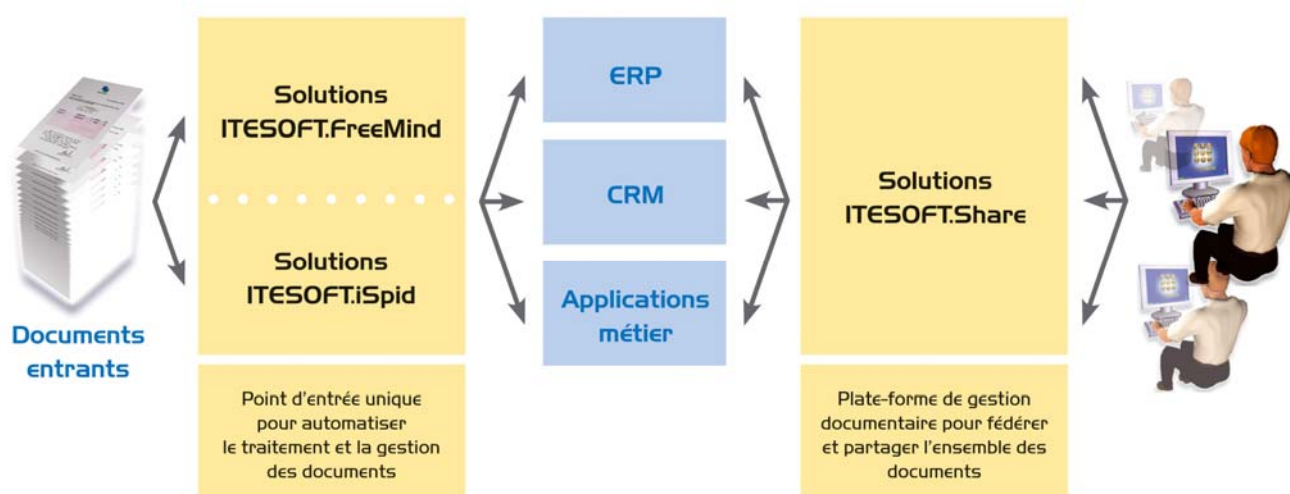 Documents
entrants
Solutions
ITESOFT.FreeMind
Solutions
ITESOFT.iSpid
Point d'entrée unique
pour automatiser
le traitement et la gestion
des documents
ERP
CRM
Applications
métier
Solutions
ITESOFT.Share
Plate-forme de gestion
documentaire pour fédérer
et partager l'ensemble des
documents